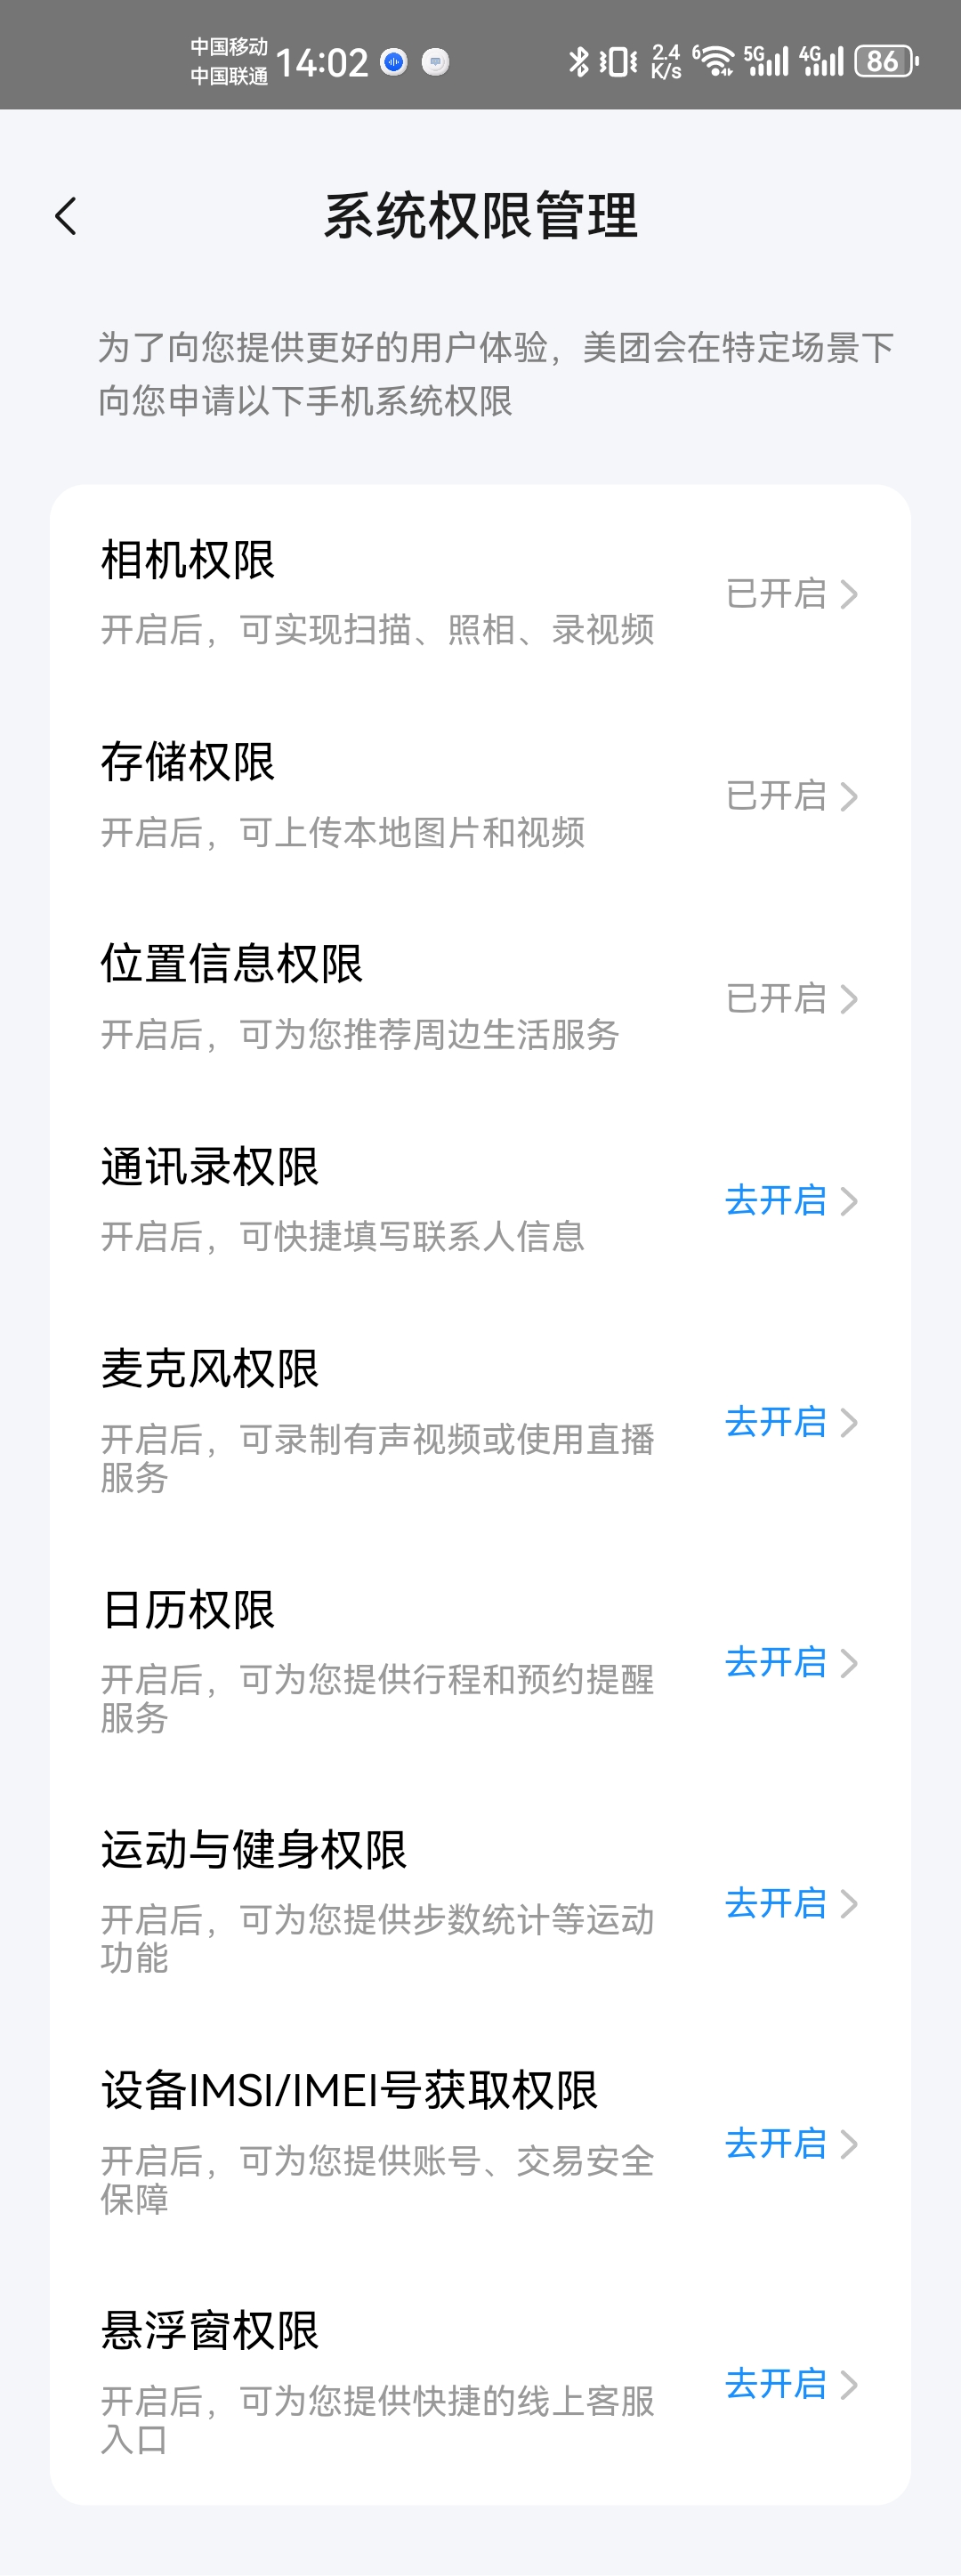 中国移动
中国联通
14:02
2.4
K/s
6
5G
4G
86
系统权限管理
为了向您提供更好的用户体验，美团会在特定场景下
向您申请以下手机系统权限
相机权限
开启后，可实现扫描、照相、录视频
已开启
存储权限
开启后，可上传本地图片和视频
已开启
位置信息权限
开启后，可为您推荐周边生活服务
已开启
通讯录权限
开启后，可快捷填写联系人信息
去开启
麦克风权限
开启后，可录制有声视频或使用直播
服务
去开启
日历权限
开启后，可为您提供行程和预约提醒
服务
去开启
运动与健身权限
开启后，可为您提供步数统计等运动
功能
去开启
设备IMSI/IMEI号获取权限
开启后，可为您提供账号、交易安全
保障
去开启
悬浮窗权限
开启后，可为您提供快捷的线上客服
入口
去开启